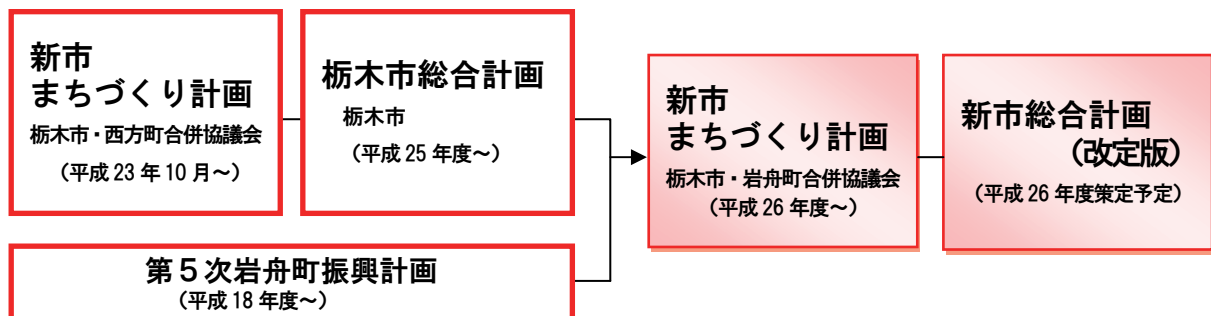 新市
まちづくり計画
栃木市・西方町合併協議会
（平成 23 年 10 月～）
栃木市総合計画
栃木市
（平成 25 年度～）
第５次岩舟町振興計画
（平成 18 年度～）
新市
まちづくり計画
栃木市・岩舟町合併協議会
（平成 26 年度～）
新市総合計画
（改定版）
（平成 26 年度策定予定）